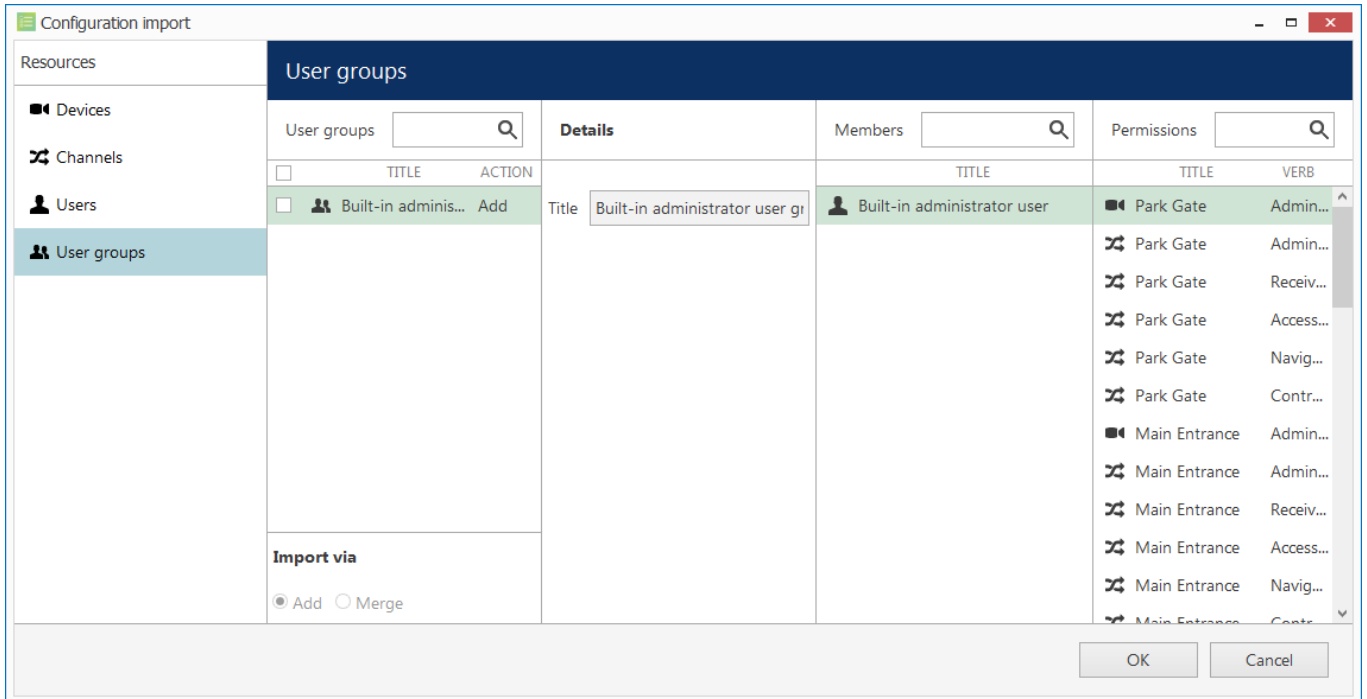 Configuration import
Resources
Devices
Channels
Users
User groups
User groups
User groups
Details
Members
Permissions
TITLE ACTION
TITLE
TITLE VERB
Built-in adminis... Add
Title Built-in administrator user gr
Built-in administrator user
Park Gate Admin...
Park Gate Admin...
Park Gate Receiv...
Park Gate Access...
Park Gate Navig...
Park Gate Contr...
Main Entrance Admin...
Main Entrance Admin...
Main Entrance Receiv...
Main Entrance Access...
Main Entrance Navig...
Main Entrance Contr...
Import via
Add Merge
OK Cancel